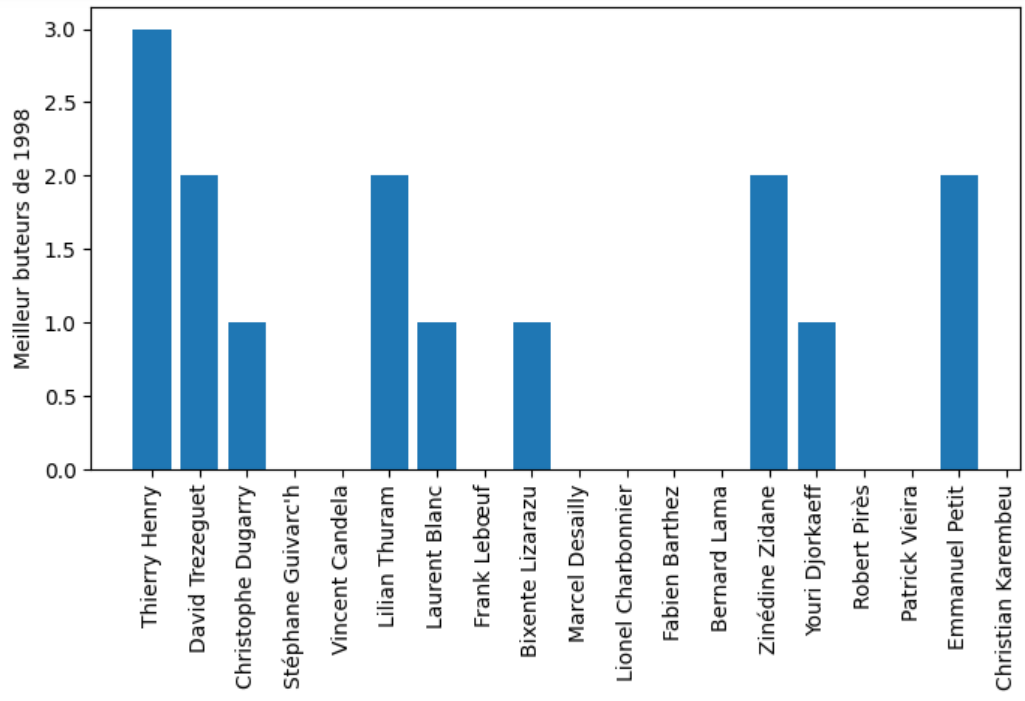 Meilleur buteurs de 1998
3.0
2.5
2.0
1.5
1.0
0.5
0.0
Thierry Henry
David Trezeguet
Christophe Dugarry
Stéphane Guivarc'h
Vincent Candela
Lilian Thuram
Laurent Blanc
Frank Lebœuf
Bixente Lizarazu
Marcel Desailly
Lionel Charbonnier
Fabien Barthez
Bernard Lama
Zinédine Zidane
Youri Djorkaeff
Robert Pirès
Patrick Vieira
Emmanuel Petit
Christian Karembeu